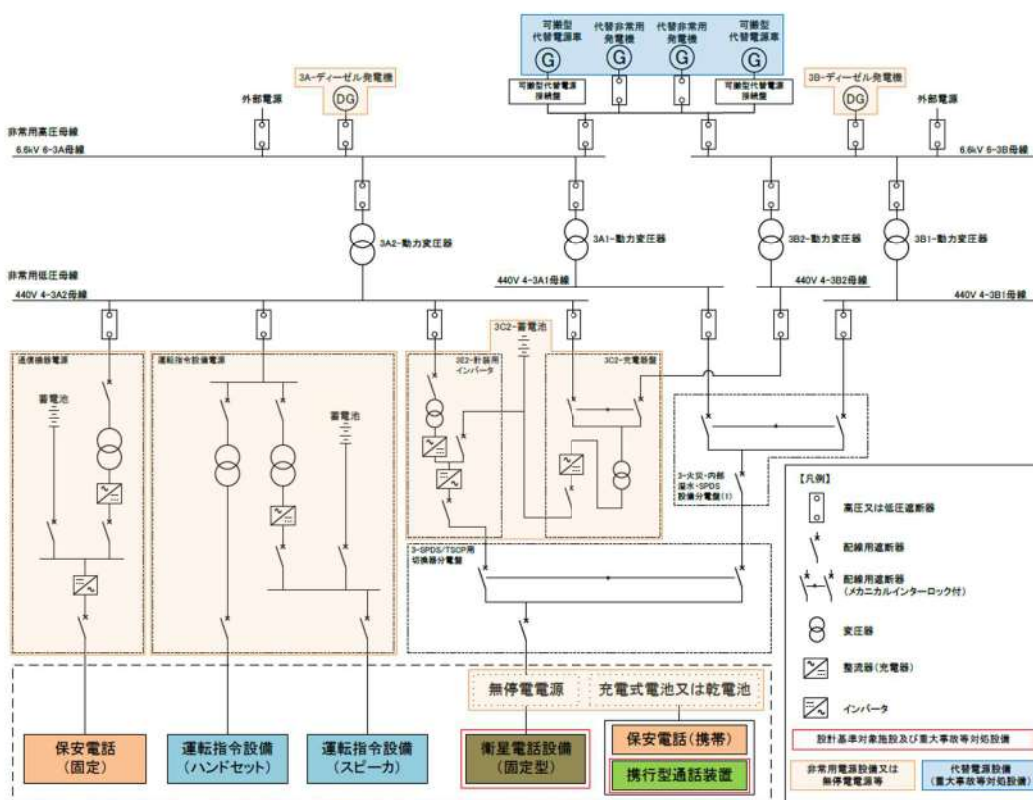 可搬型
代替電源車
代替非常用
発電機
代替非常用
発電機
可搬型
代替電源車
G
G
G
G
可搬型代替電源
接続盤
可搬型代替電源
接続盤
3A-ディーゼル発電機
DG
3B-ディーゼル発電機
DG
外部電源
外部電源
非常用高圧母線
6.6kV 6-3A母線
6.6kV 6-3B母線
3A2-動力変圧器
3A1-動力変圧器
3B2-動力変圧器
3B1-動力変圧器
非常用低圧母線
440V 4-3A2母線
440V 4-3A1母線
440V 4-3B2母線
440V 4-3B1母線
通信機器電源
蓄電池
運転指令設備電源
蓄電池
3C2-蓄電池
3E2-計装用
インバータ
3C2-充電器盤
3-火災・内部
溢水・SPDS
設備分電盤(1)
3-SPDS/TSOP用
切換器分電盤
無停電電源
充電式電池又は乾電池
保安電話
(固定)
運転指令設備
(ハンドセット)
運転指令設備
(スピーカ)
衛星電話設備
(固定型)
保安電話(携帯)
携行型通話装置
【凡例】
高圧又は低圧遮断器
配線用遮断器
配線用遮断器
(メカニカルインターロック付)
変圧器
整流器(充電器)
インバータ
設計基準対象施設及び重大事故等対処設備
非常用電源設備又は
無停電電源等
代替電源設備
(重大事故等対処設備)